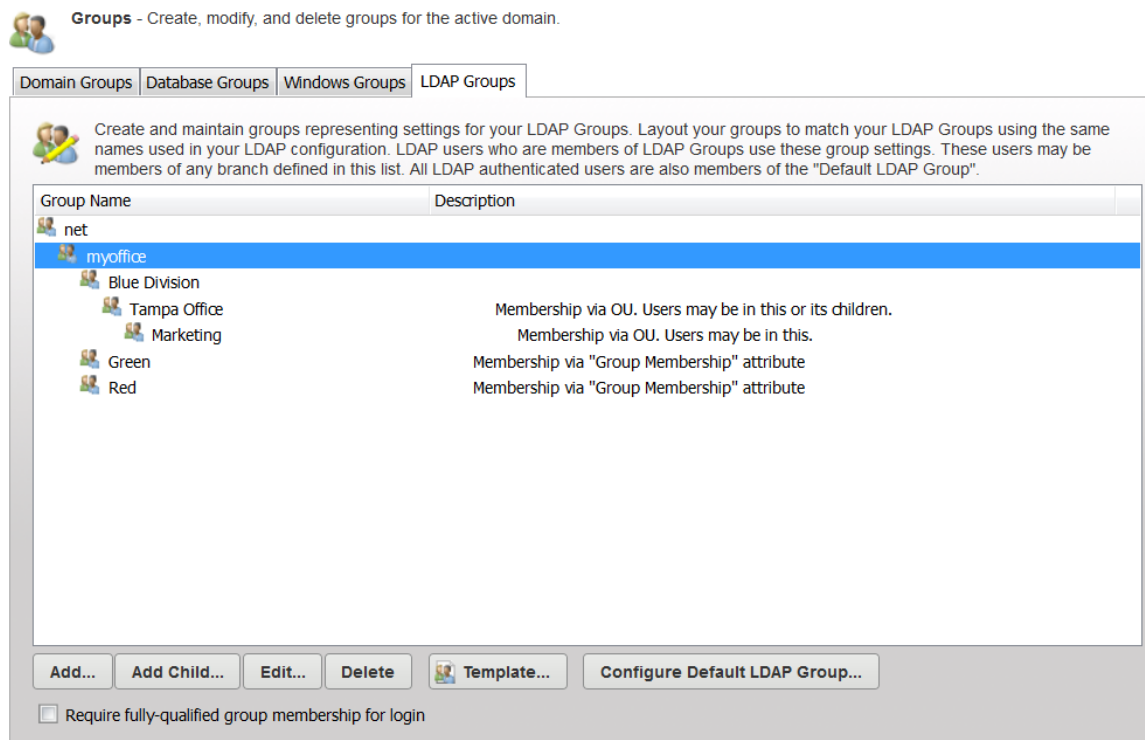 Groups - Create, modify, and delete groups for the active domain.
Domain Groups Database Groups Windows Groups LDAP Groups
Create and maintain groups representing settings for your LDAP Groups. Layout your groups to match your LDAP Groups using the same
names used in your LDAP configuration. LDAP users who are members of LDAP Groups use these group settings. These users may be
members of any branch defined in this list. All LDAP authenticated users are also members of the "Default LDAP Group".
Group Name Description
net
myoffice
Blue Division
Tampa Office Membership via OU. Users may be in this or its children.
Marketing Membership via OU. Users may be in this.
Green Membership via "Group Membership" attribute
Red Membership via "Group Membership" attribute
Add... Add Child... Edit... Delete Template... Configure Default LDAP Group...
Require fully-qualified group membership for login